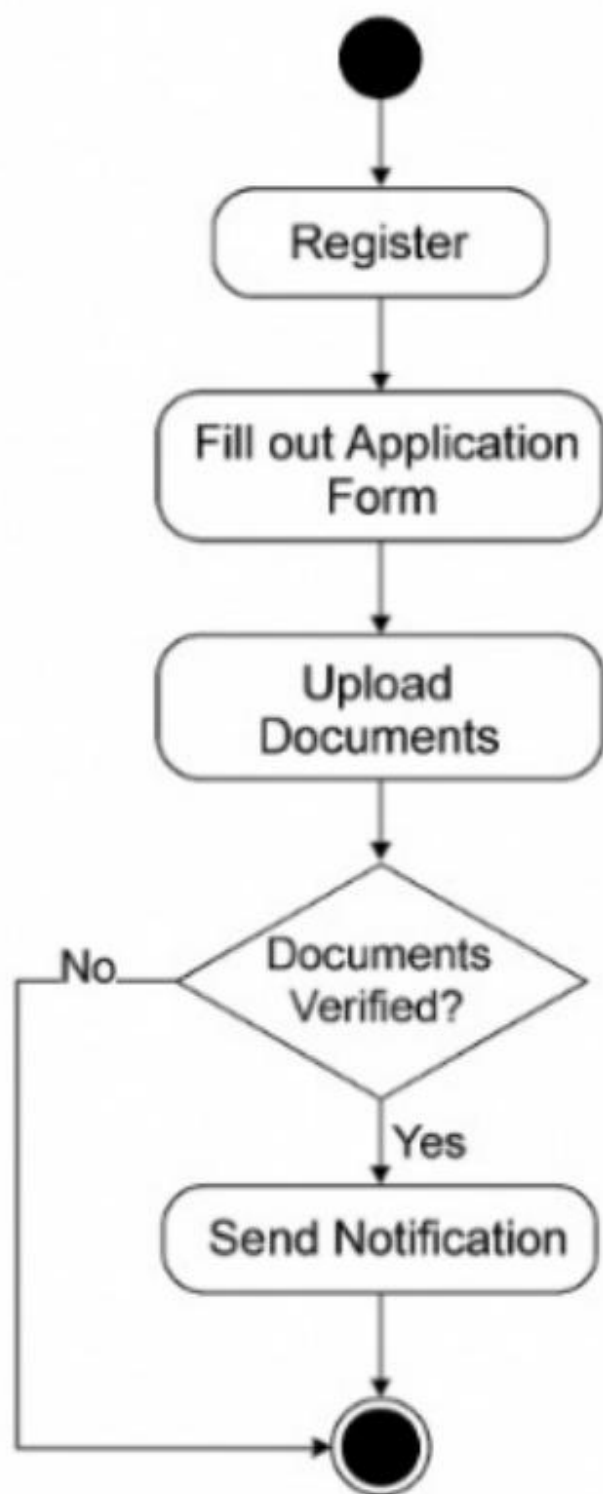 Register
Fill out Application
Form
Upload
Documents
Documents
Verified?
No
Yes
Send Notification